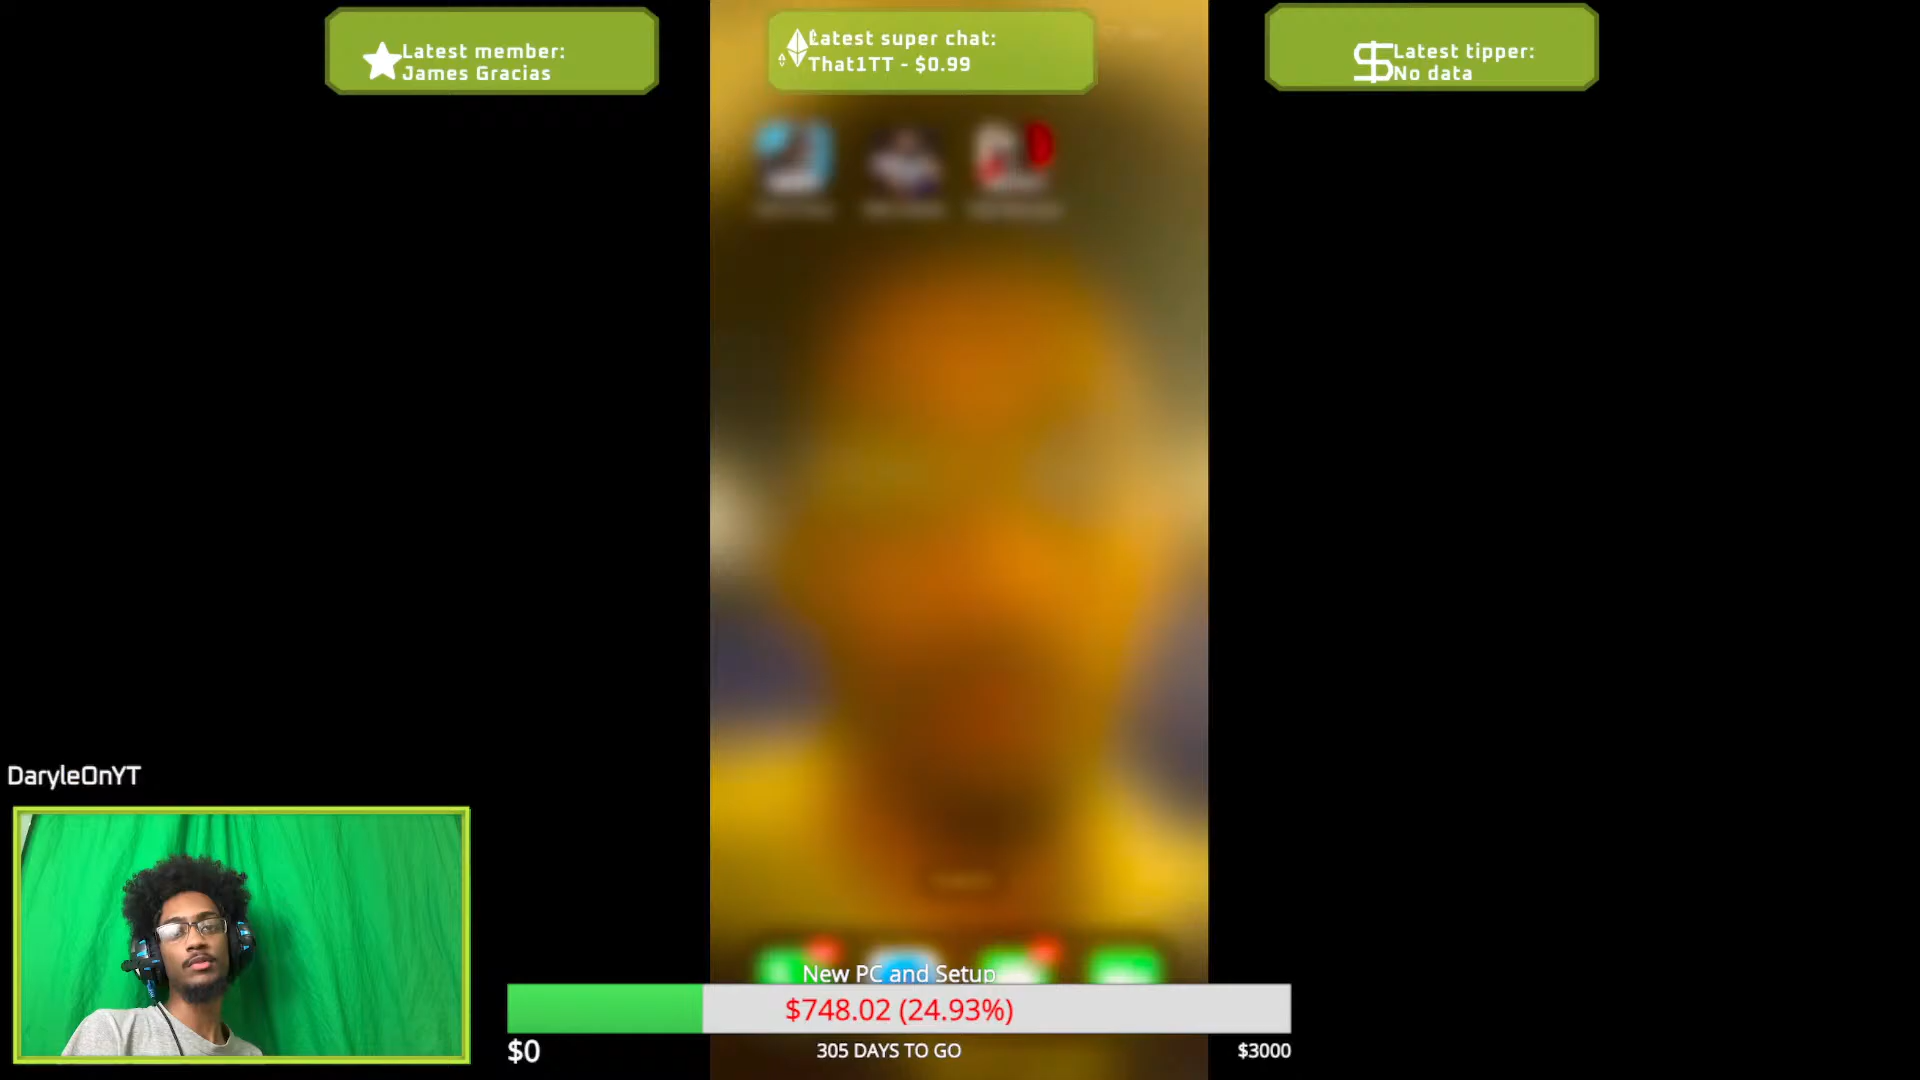 Latest member:
James Gracias
Latest super chat:
That1TT - $0.99
Latest tipper:
No data
DaryleOnYT
New PC and Setup
$748.02 (24.93%)
$0
305 DAYS TO GO
$3000